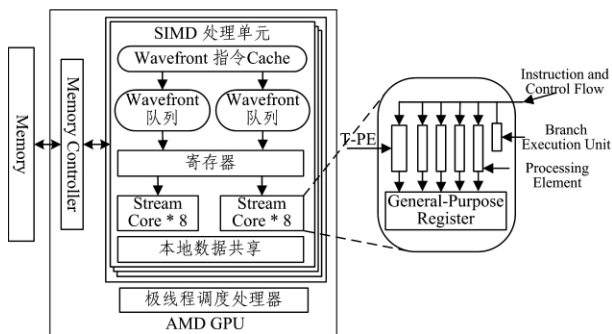 SIMD 处理单元
Wavefront 指令Cache
Wavefront
队列
Wavefront
队列
寄存器
Stream
Core * 8
Stream
Core * 8
本地数据共享
极线程调度处理器
AMD GPU
Memory
Memory Controller
Instruction and
Control Flow
T-PE
Branch
Execution Unit
Processing
Element
General-Purpose
Register